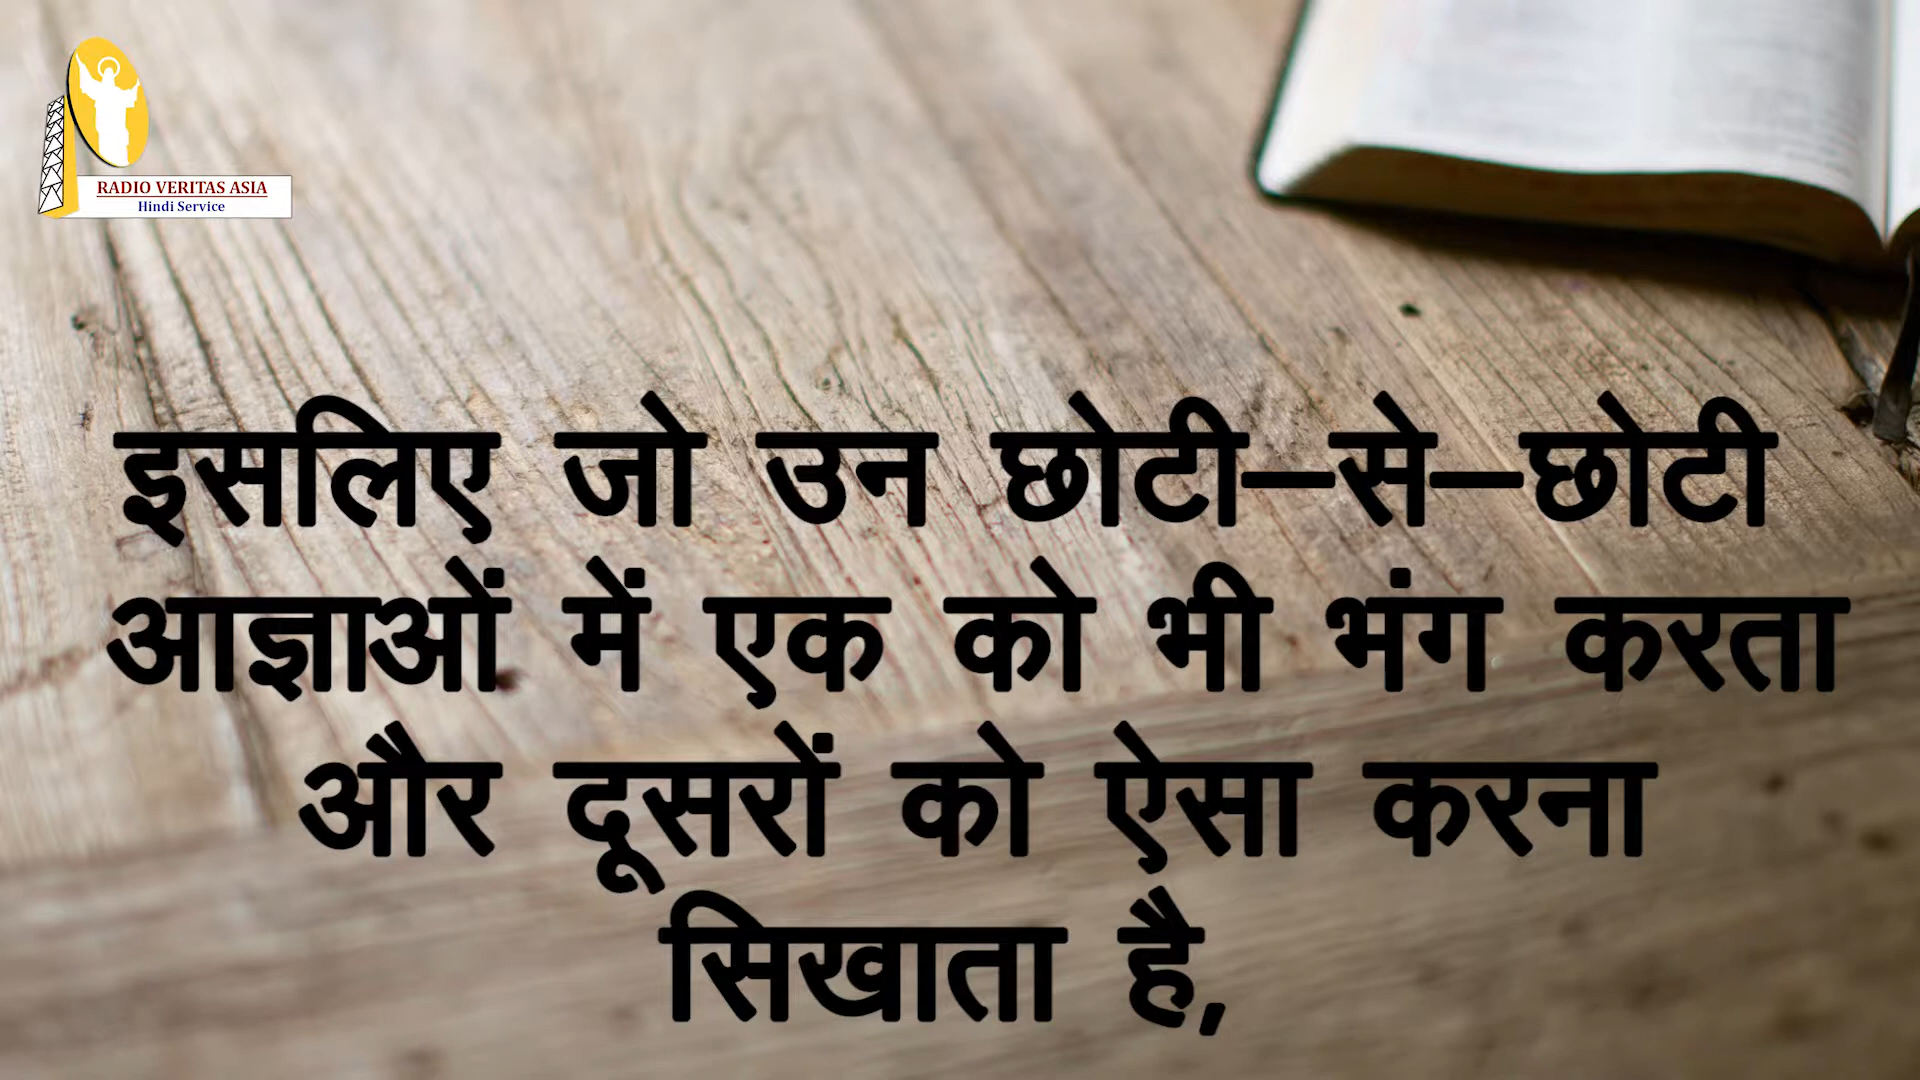 RADIO VERITAS ASIA
Hindi Service
इसलिए जो उन छोटी—से—छोटी
आज्ञाओं में एक को भी भंग करता
और दूसरों को ऐसा करना
सिखाता है,